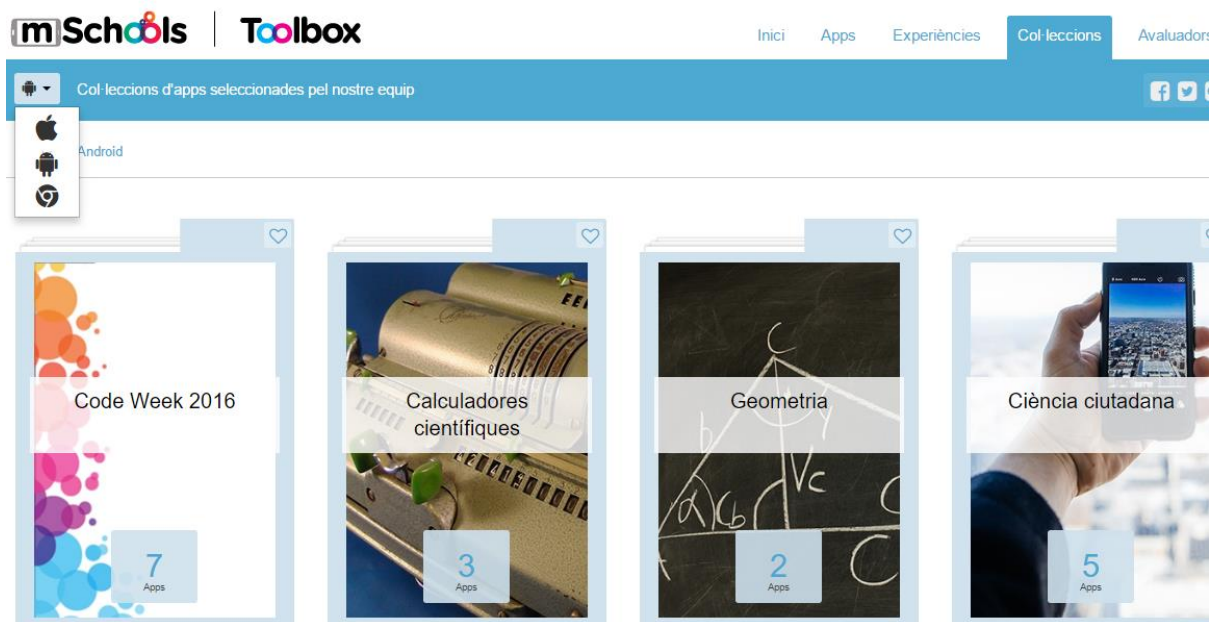 mSchools Toolbox
Inici Apps Experiències Col·leccions Avaluadors
Col·leccions d'apps seleccionades pel nostre equip
Android
Code Week 2016
7
Apps
Calculadores
científiques
3
Apps
Geometria
2
Apps
Ciència ciutadana
5
Apps